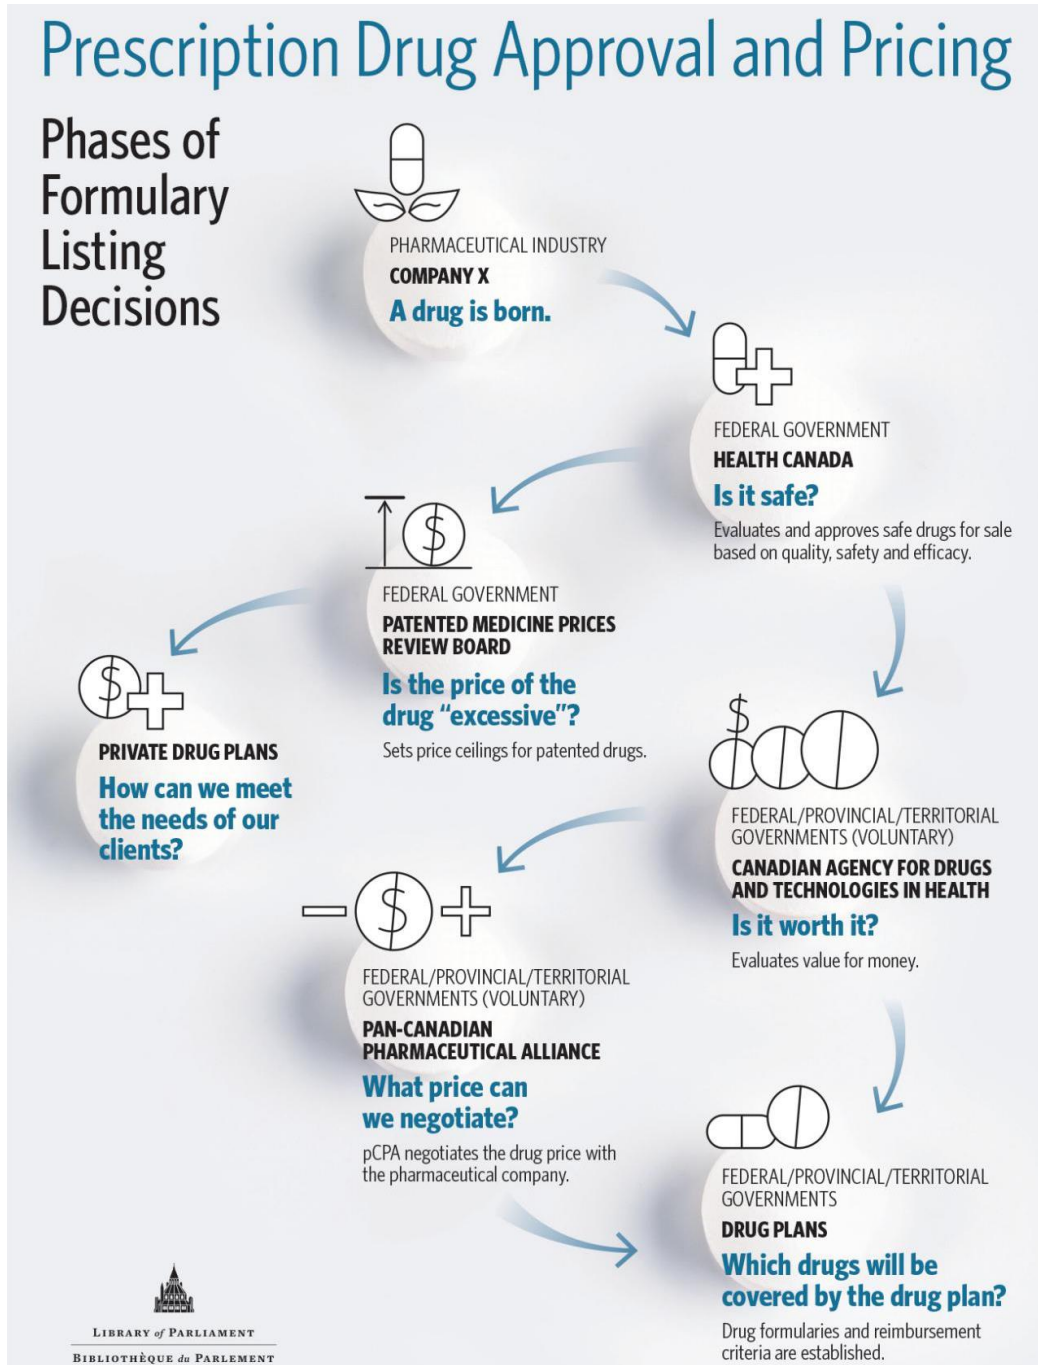 Prescription Drug Approval and Pricing
Phases of
Formulary
Listing
Decisions
PHARMACEUTICAL INDUSTRY
COMPANY X
A drug is born.
FEDERAL GOVERNMENT
HEALTH CANADA
Is it safe?
Evaluates and approves safe drugs for sale
based on quality, safety and efficacy.
$
FEDERAL GOVERNMENT
PATENTED MEDICINE PRICES
REVIEW BOARD
Is the price of the
drug “excessive”?
Sets price ceilings for patented drugs.
$
PRIVATE DRUG PLANS
How can we meet
the needs of our
clients?
$
FEDERAL/PROVINCIAL/TERRITORIAL
GOVERNMENTS (VOLUNTARY)
CANADIAN AGENCY FOR DRUGS
AND TECHNOLOGIES IN HEALTH
Is it worth it?
Evaluates value for money.
$
FEDERAL/PROVINCIAL/TERRITORIAL
GOVERNMENTS (VOLUNTARY)
PAN-CANADIAN
PHARMACEUTICAL ALLIANCE
What price can
we negotiate?
pCPA negotiates the drug price with
the pharmaceutical company.
FEDERAL/PROVINCIAL/TERRITORIAL
GOVERNMENTS
DRUG PLANS
Which drugs will be
covered by the drug plan?
Drug formularies and reimbursement
criteria are established.
LIBRARY of PARLIAMENT
BIBLIOTHÈQUE du PARLEMENT